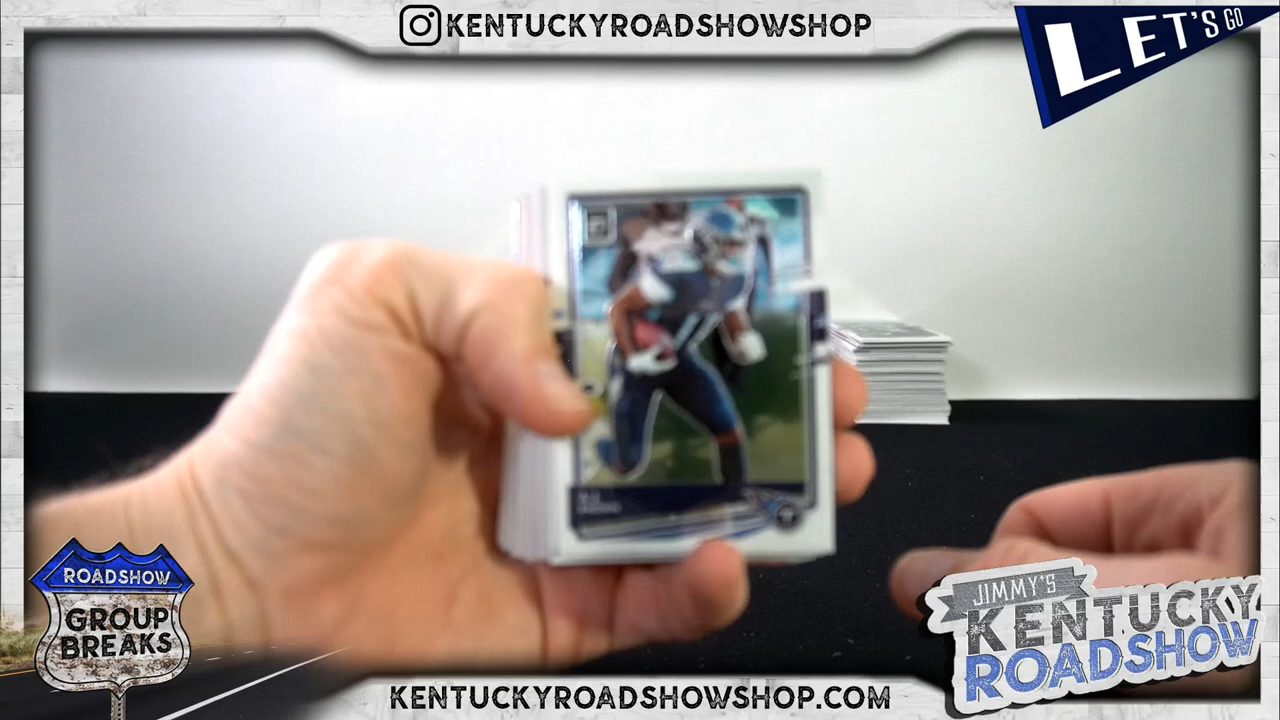 KENTUCKYROADSHOWSHOP
LET'S GO
ROADSHOW
GROUP
BREAKS
JIMMY'S
KENTUCKY
ROADSHOW
KENTUCKYROADSHOWSHOP.COM